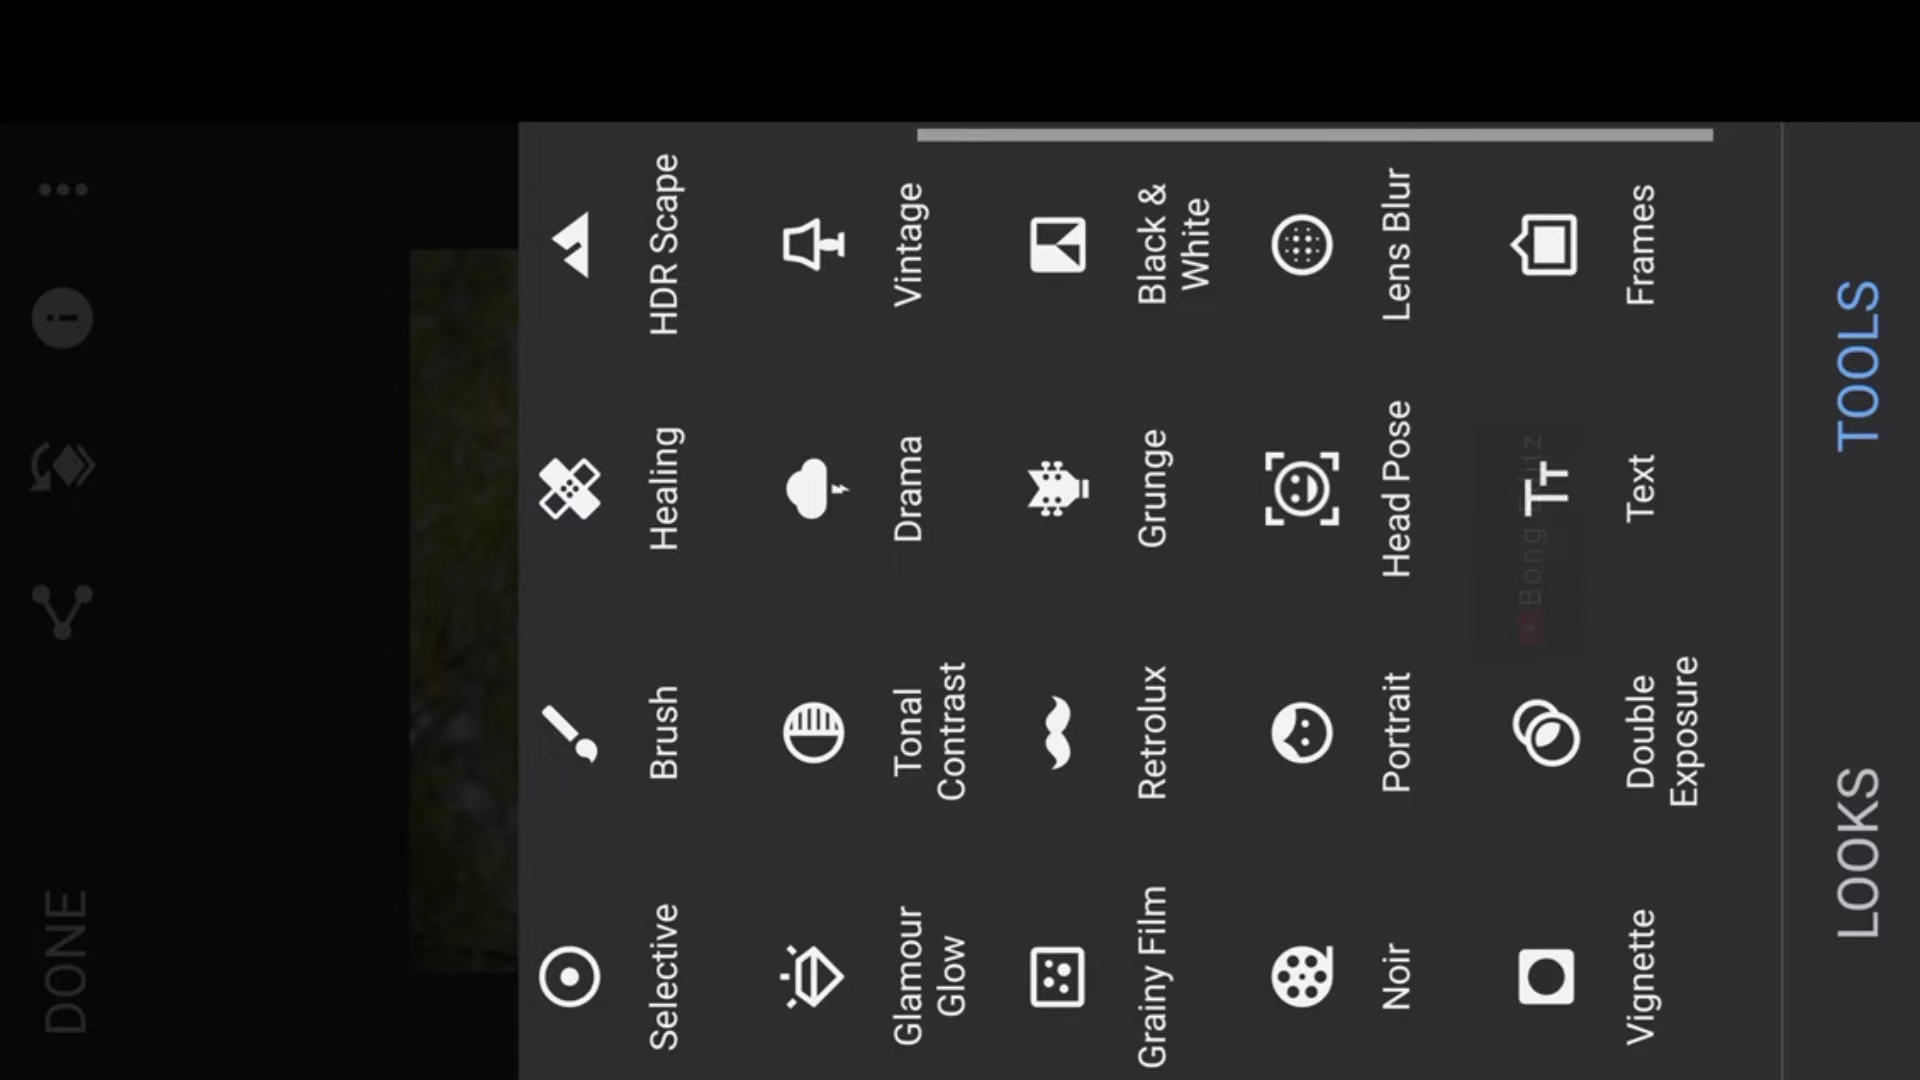 DONE
Selective
Brush
Healing
HDR Scape
Glamour
Glow
Tonal
Contrast
Drama
Vintage
Grainy Film
Retrolux
Grunge
Black &
White
Noir
Portrait
Head Pose
Lens Blur
Vignette
Double
Exposure
Text
Frames
LOOKS
TOOLS